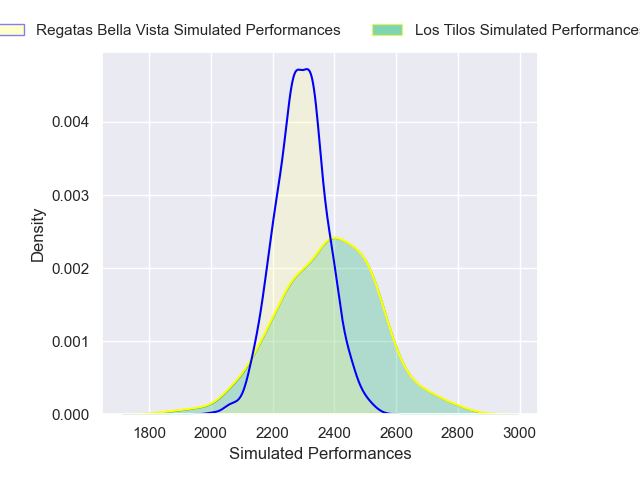 Regatas Bella Vista Simulated Performances
Los Tilos Simulated Performances
0.004
0.003
0.002
0.001
0.000
Density
1800 2000 2200 2400 2600 2800 3000
Simulated Performances